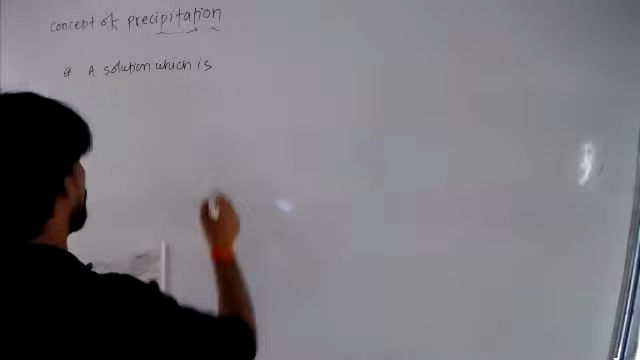 concept of precipitation
# A solution which is